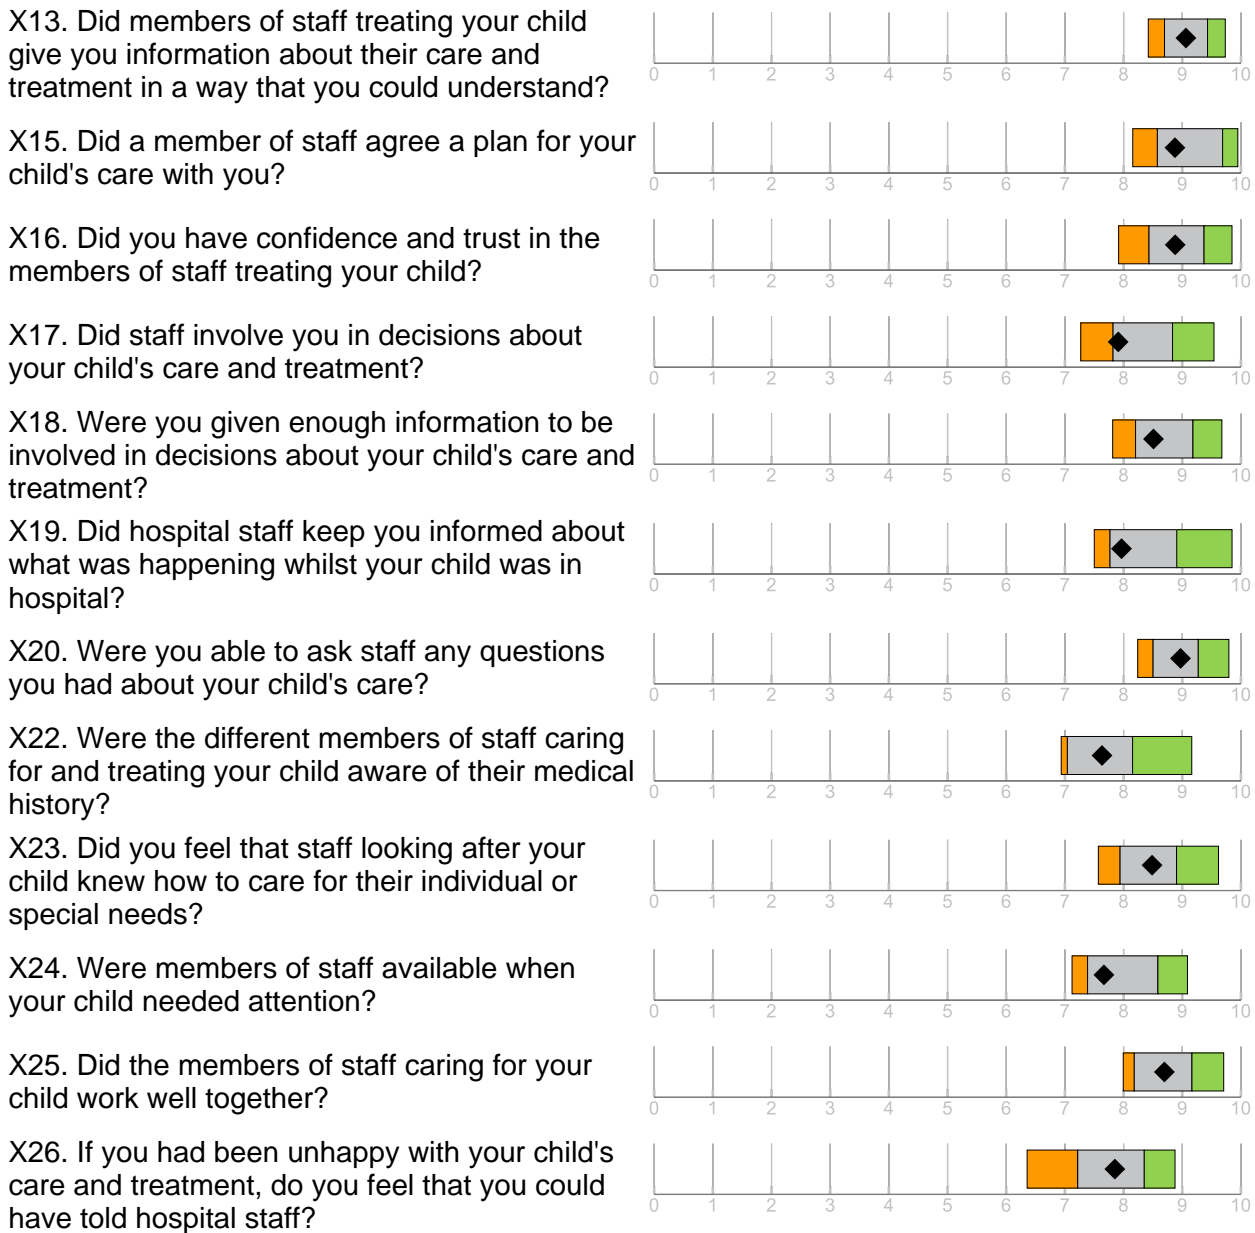 X13. Did members of staff treating your child
give you information about their care and
treatment in a way that you could understand?
0 1 2 3 4 5 6 7 8 9 10
X15. Did a member of staff agree a plan for your
child's care with you?
0 1 2 3 4 5 6 7 8 9 10
X16. Did you have confidence and trust in the
members of staff treating your child?
0 1 2 3 4 5 6 7 8 9 10
X17. Did staff involve you in decisions about
your child's care and treatment?
0 1 2 3 4 5 6 7 8 9 10
X18. Were you given enough information to be
involved in decisions about your child's care and
treatment?
0 1 2 3 4 5 6 7 8 9 10
X19. Did hospital staff keep you informed about
what was happening whilst your child was in
hospital?
0 1 2 3 4 5 6 7 8 9 10
X20. Were you able to ask staff any questions
you had about your child's care?
0 1 2 3 4 5 6 7 8 9 10
X22. Were the different members of staff caring
for and treating your child aware of their medical
history?
0 1 2 3 4 5 6 7 8 9 10
X23. Did you feel that staff looking after your
child knew how to care for their individual or
special needs?
0 1 2 3 4 5 6 7 8 9 10
X24. Were members of staff available when
your child needed attention?
0 1 2 3 4 5 6 7 8 9 10
X25. Did the members of staff caring for your
child work well together?
0 1 2 3 4 5 6 7 8 9 10
X26. If you had been unhappy with your child's
care and treatment, do you feel that you could
have told hospital staff?
0 1 2 3 4 5 6 7 8 9 10